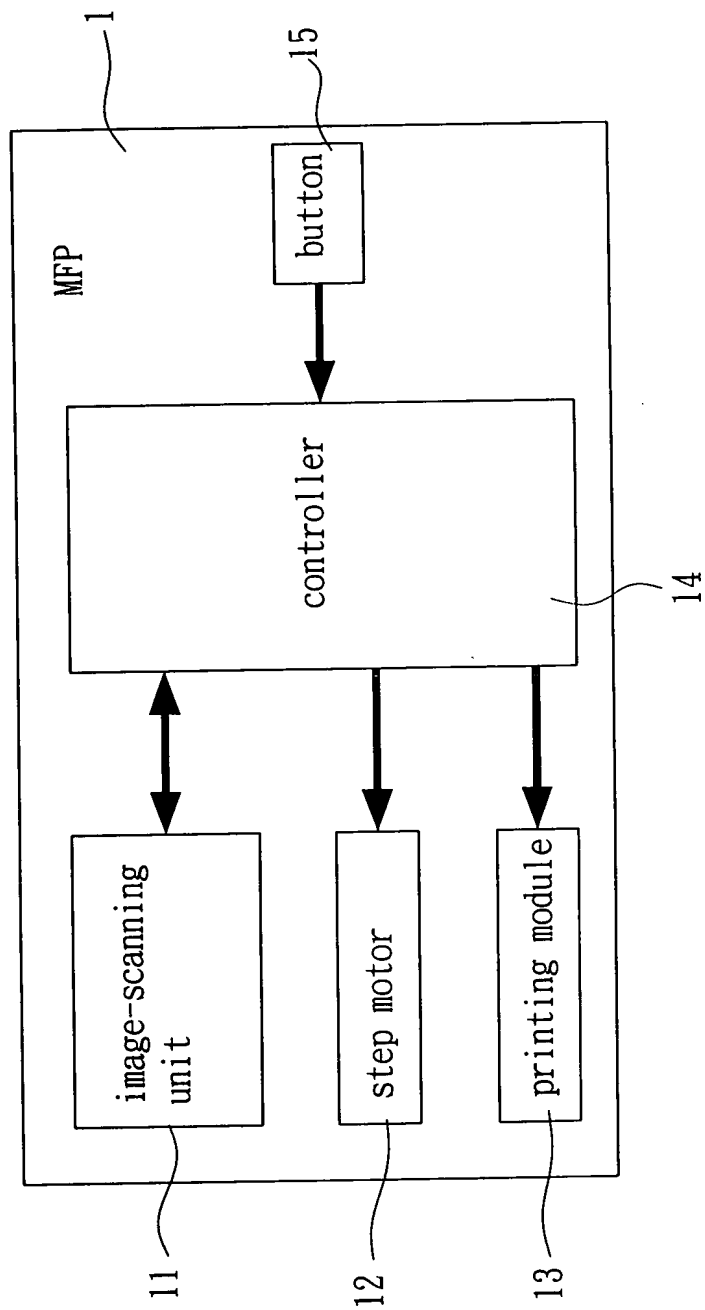 MFP
1
image-scanning
unit
11
step motor
12
printing module
13
controller
14
button
15